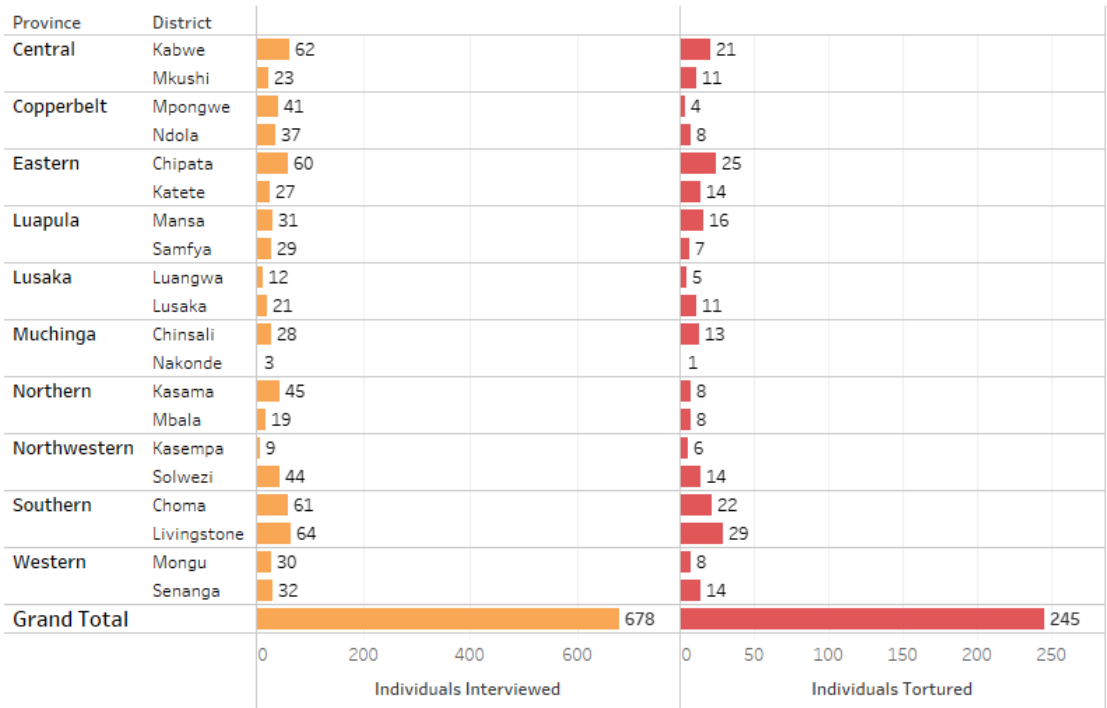 Province District
Central Kabwe 62 21
Mkushi 23 11
Copperbelt Mpongwe 41 4
Ndola 37 8
Eastern Chipata 60 25
Katete 27 14
Luapula Mansa 31 16
Samfya 29 7
Lusaka Luangwa 12 5
Lusaka 21 11
Muchinga Chinsali 28 13
Nakonde 3 1
Northern Kasama 45 8
Mbala 19 8
Northwestern Kasempa 9 6
Solwezi 44 14
Southern Choma 61 22
Livingstone 64 29
Western Mongu 30 8
Senanga 32 14
Grand Total 678 245
0 200 400 600 0 50 100 150 200 250
Individuals Interviewed Individuals Tortured